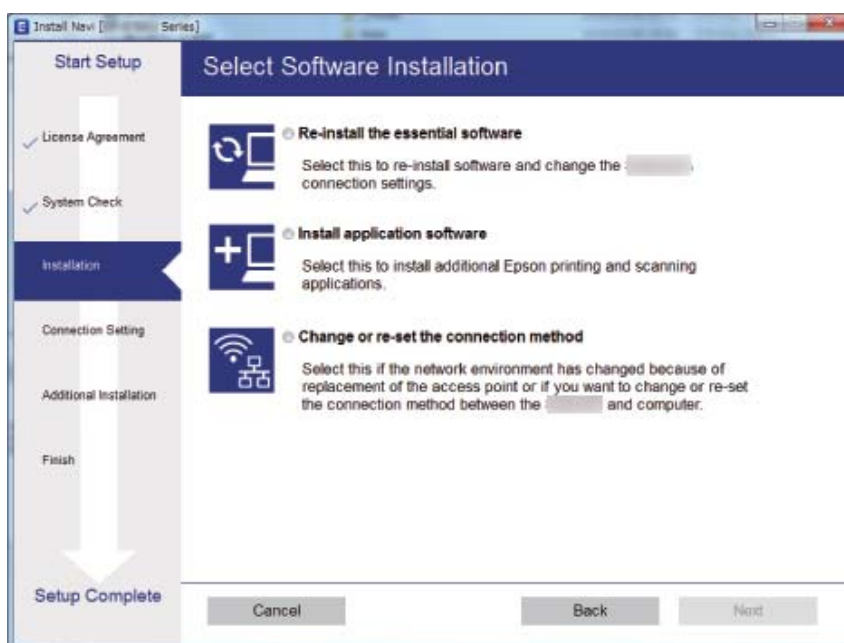 Install Navi [ Series]
Start Setup
License Agreement
System Check
Installation
Connection Setting
Additional Installation
Finish
Setup Complete
Select Software Installation
Re-install the essential software
Select this to re-install software and change the
connection settings.
Install application software
Select this to install additional Epson printing and scanning
applications.
Change or re-set the connection method
Select this if the network environment has changed because of
replacement of the access point or if you want to change or re-set
the connection method between the and computer.
Cancel
Back
Next